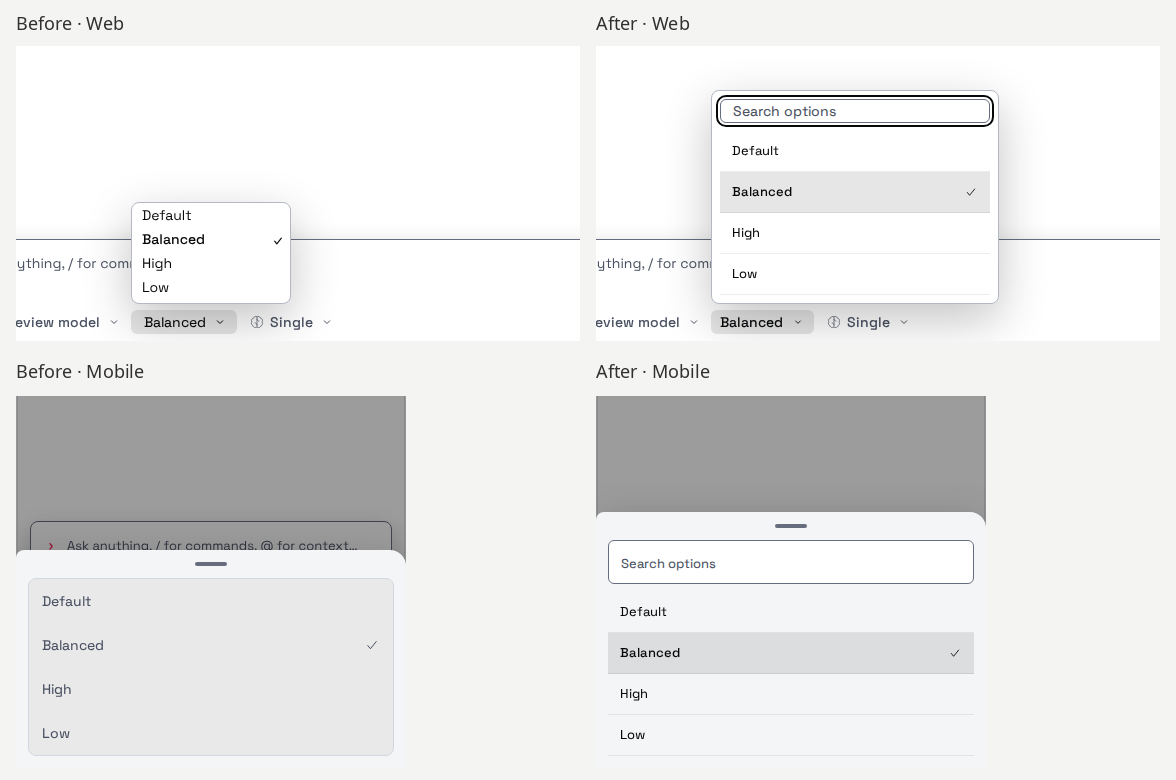 Before · Web
Default
Balanced
High
Low
ything, / for com
eview model
Balanced
Single
After · Web
Search options
Default
Balanced
High
Low
ything, / for com
eview model
Balanced
Single
Before · Mobile
Ask anything, / for commands, @ for context…
Default
Balanced
High
Low
After · Mobile
Search options
Default
Balanced
High
Low